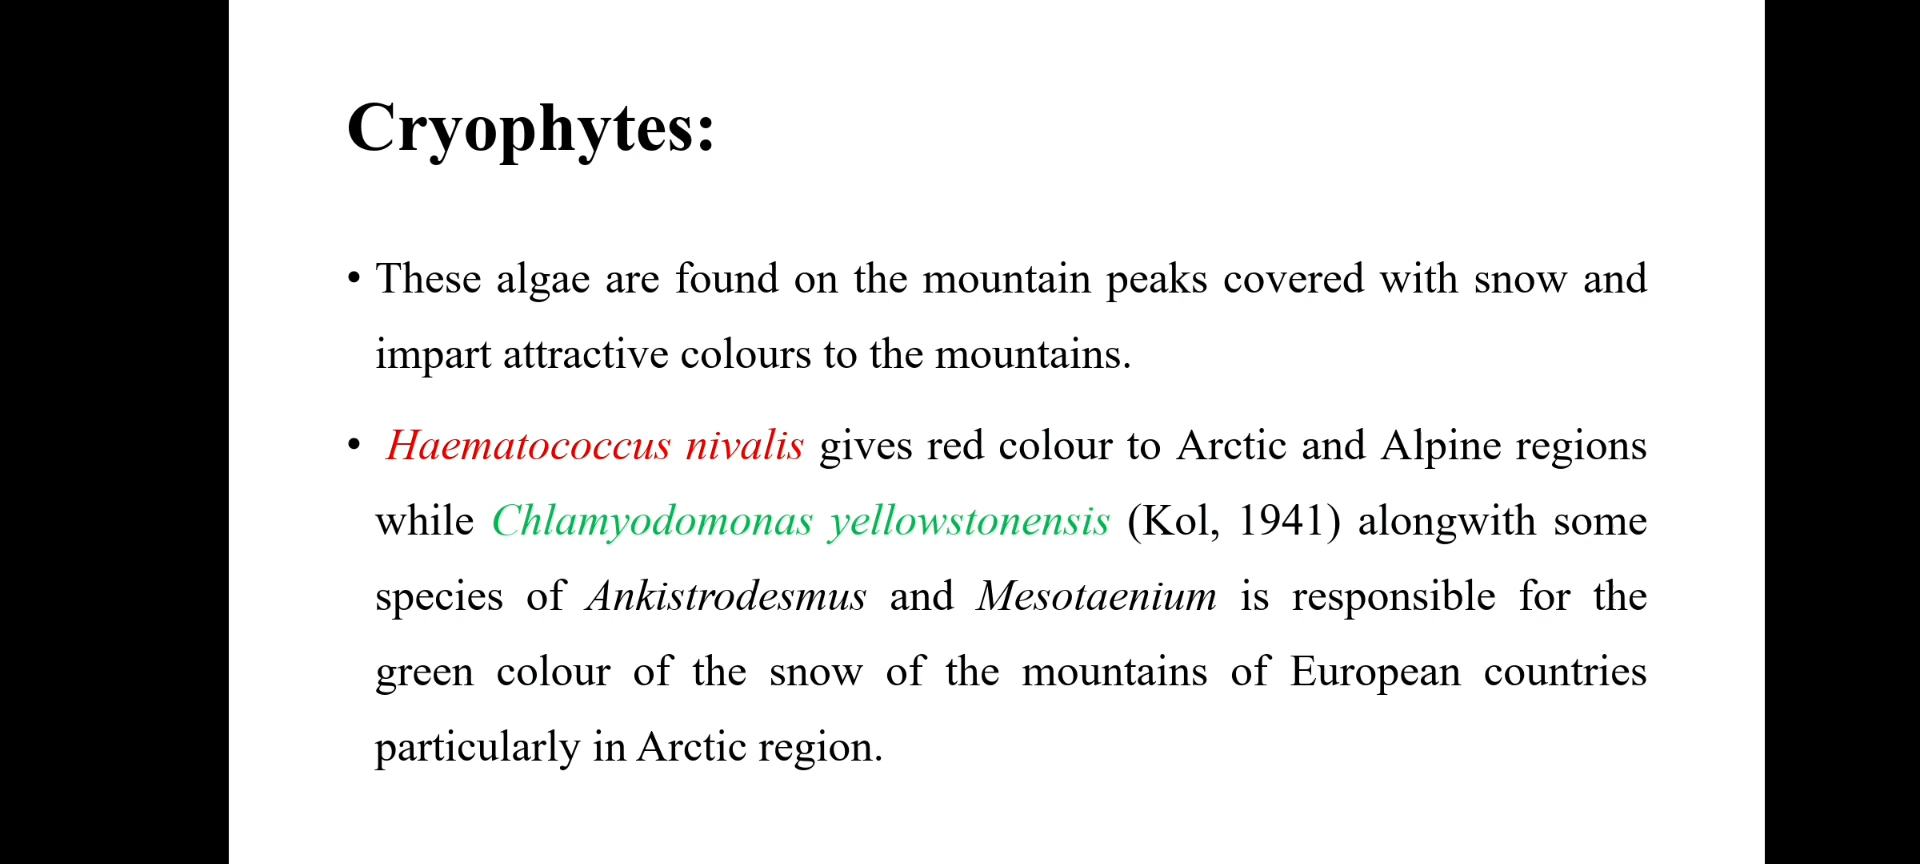 Cryophytes:
• These algae are found on the mountain peaks covered with snow and
impart attractive colours to the mountains.
• Haematococcus nivalis gives red colour to Arctic and Alpine regions
while Chlamyodomonas yellowstonensis (Kol, 1941) alongwith some
species of Ankistrodesmus and Mesotaenium is responsible for the
green colour of the snow of the mountains of European countries
particularly in Arctic region.